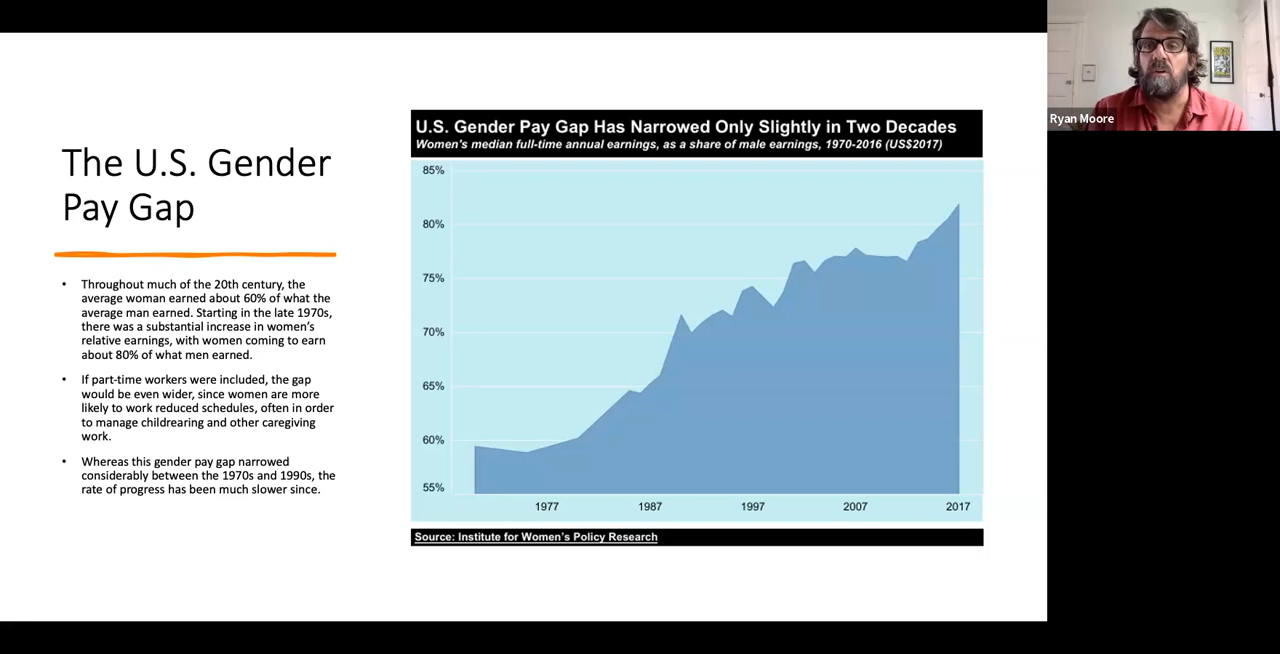 The U.S. Gender
Pay Gap
• Throughout much of the 20th century, the
average woman earned about 60% of what the
average man earned. Starting in the late 1970s,
there was a substantial increase in women's
relative earnings, with women coming to earn
about 80% of what men earned.
• If part-time workers were included, the gap
would be even wider, since women are more
likely to work reduced schedules, often in order
to manage childrearing and other caregiving
work.
• Whereas this gender pay gap narrowed
considerably between the 1970s and 1990s, the
rate of progress has been much slower since.
U.S. Gender Pay Gap Has Narrowed Only Slightly in Two Decades
Women's median full-time annual earnings, as a share of male earnings, 1970-2016 (US$2017)
85%
80%
75%
70%
65%
60%
55%
1977 1987 1997 2007 2017
Source: Institute for Women's Policy Research
Ryan Moore